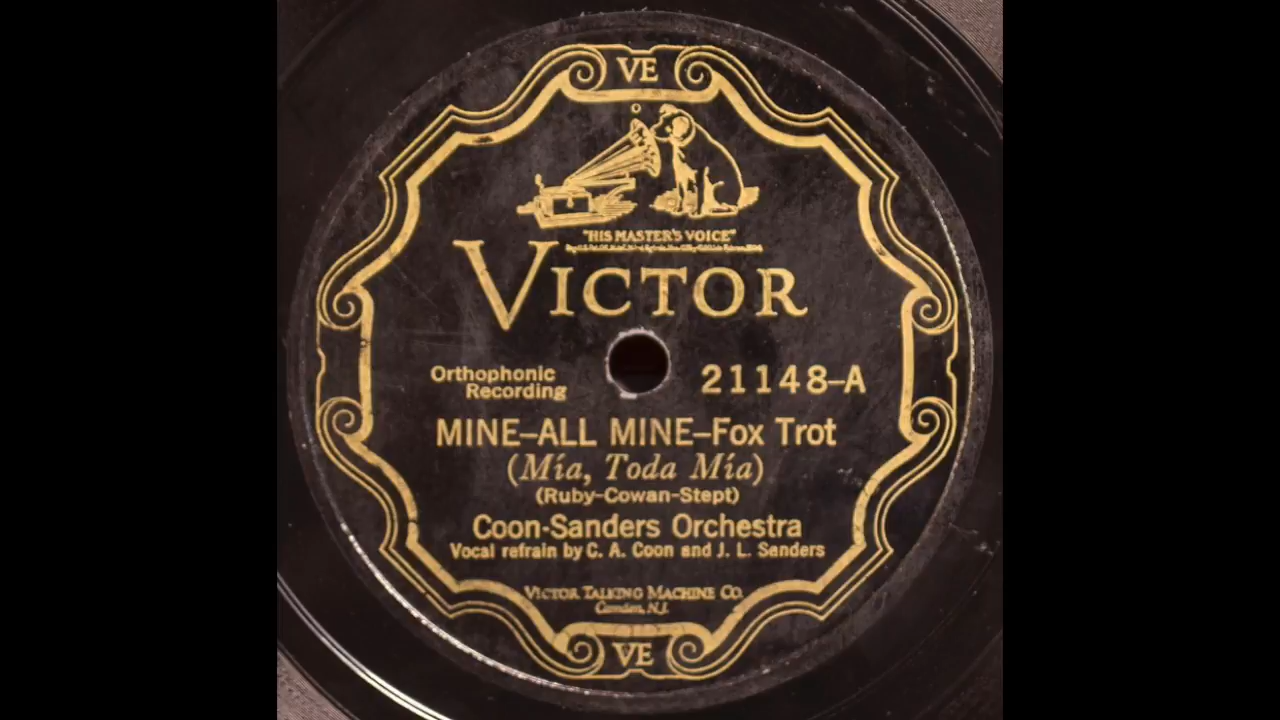 VE
"HIS MASTER'S VOICE"
VICTOR
Orthophonic
Recording
21148-A
MINE-ALL MINE-Fox Trot
(Mía, Toda Mía)
(Ruby-Cowan-Stept)
Coon-Sanders Orchestra
Vocal refrain by C. A. Coon and J. L. Sanders
VICTOR TALKING MACHINE CO.
Camden, N.J.
VE